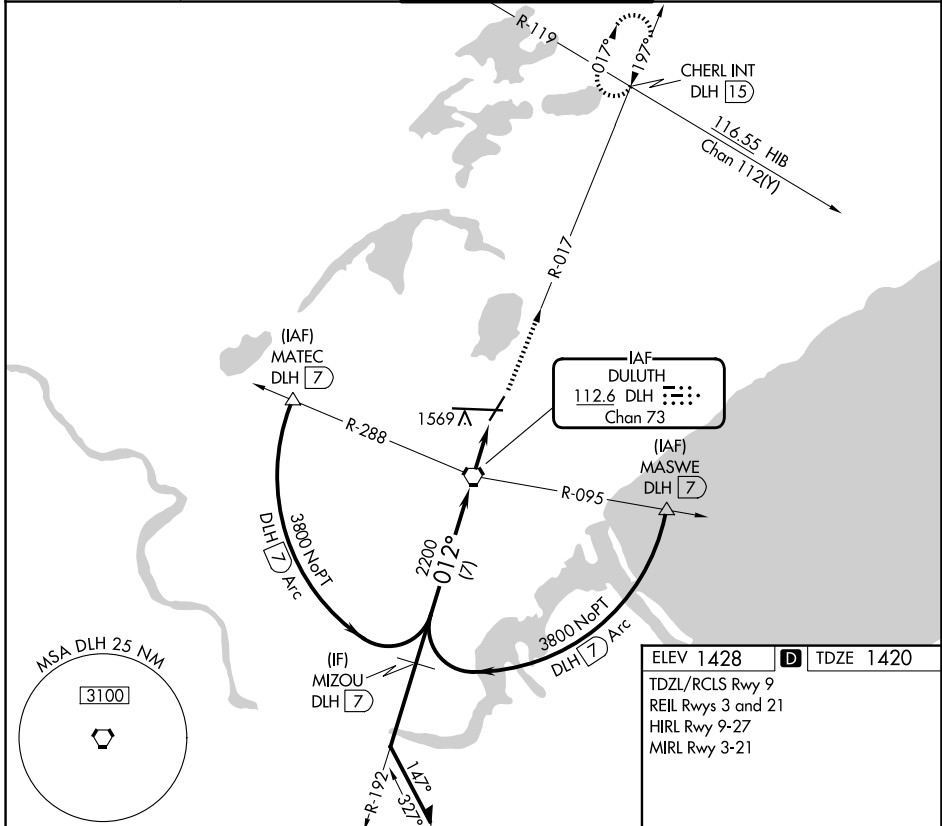 R-119
017°
197°
CHERL INT
DLH 15
116.55 HIB
Chan 112(Y)
R-017
(IAF)
MATEC
DLH 7
1569
IAF
DULUTH
112.6 DLH
Chan 73
R-288
(IAF)
MASWE
DLH 7
R-095
3800 NoPT
DLH 7 Arc
2200
012°
(7)
3800 NoPT
DLH 7 Arc
(IF)
MIZOU
DLH 7
MSA DLH 25 NM
3100
147°
327°
R-192
ELEV 1428 D TDZE 1420
TDZL/RCLS Rwy 9
REIL Rwys 3 and 21
HIRL Rwy 9-27
MIRL Rwy 3-21